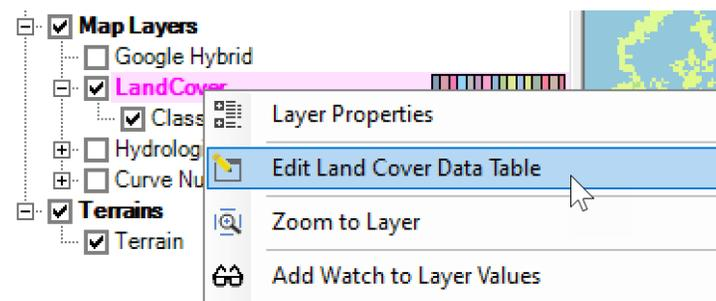 Map Layers
Google Hybrid
LandCover
Class
Layer Properties
Hydrolog
Edit Land Cover Data Table
Curve Nu
Terrains
Zoom to Layer
Terrain
Add Watch to Layer Values